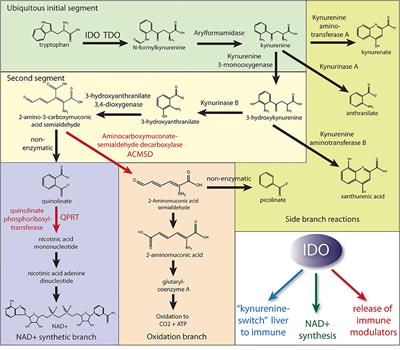 Ubiquitous initial segment
tryptophan
IDO TDO
N-formylkynurenine
Arylformamidase
kynurenine
Kynurenine
amino-
transferase A
kynurenate
Kynurenine
3-monooxygenase
Kynurinase A
anthralite
Second segment
2-amino-3-carboxymuconic
acid semialdehyde
3-hydroxyanthranilate
3,4-dioxygenase
3-hydroxyanthranilate
Kynurinase B
3-hydroxykynurenine
Kynurenine
aminotransferase B
xanthurenic acid
non-
enzymatic
Aminocarboxymuconate-
semialdehyde decarboxylase
ACMSD
quinolinate
quinolinate
phosphoribosyl-
transferase
QPRT
nicotinic acid
mononucleotide
nicotinic acid adenine
dinucleotide
NAD+
NAD+ synthetic branch
2-Aminomuconic acid
semialdehyde
non-enzymatic
picolinate
2-aminomuconic acid
glutaryl-
coenzyme A
Oxidation to
CO2 + ATP
Oxidation branch
Side branch reactions
IDO
"kynurenine-
switch" liver
to immune
NAD+
synthesis
release of
immune
modulators